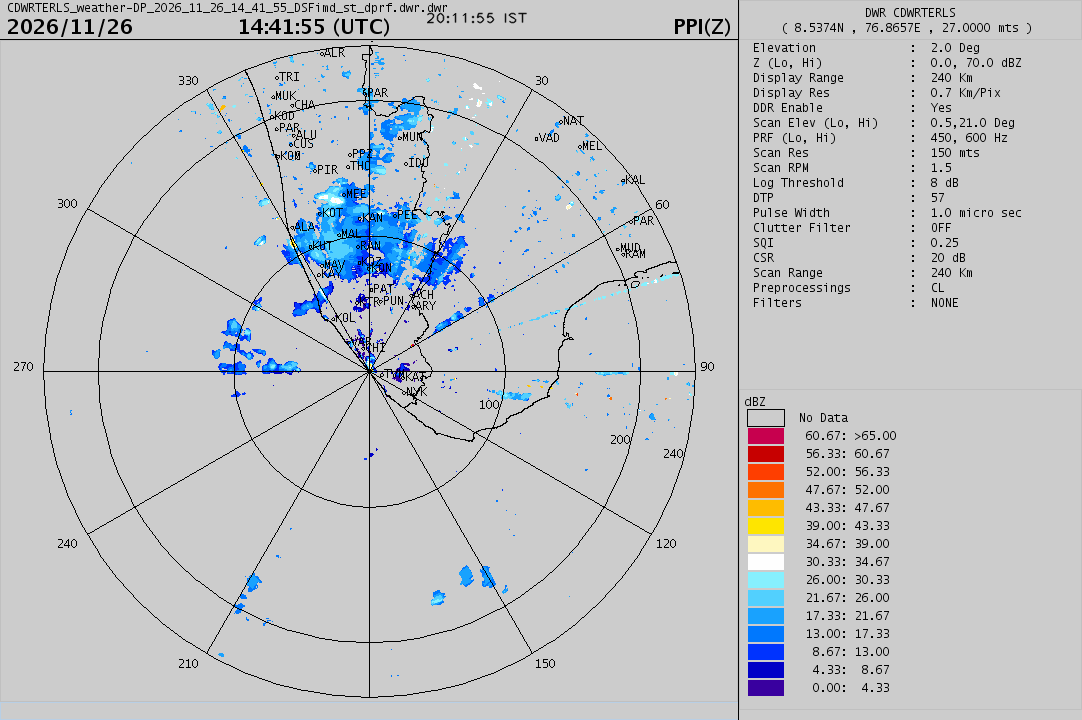 CDWRTERLS_weather-DP_2026_11_26_14_41_55_DSFimd_st_dprf.dwr.dwr
2026/11/26 14:41:55 (UTC) 20:11:55 IST PPI(Z)
DWR CDWRTERLS
( 8.5374N , 76.8657E , 27.0000 mts )
Elevation : 2.0 Deg
Z (Lo, Hi) : 0.0, 70.0 dBZ
Display Range : 240 Km
Display Res : 0.7 Km/Pix
DDR Enable : Yes
Scan Elev (Lo, Hi) : 0.5,21.0 Deg
PRF (Lo, Hi) : 450, 600 Hz
Scan Res : 150 mts
Scan RPM : 1.5
Log Threshold : 8 dB
DTP : 57
Pulse Width : 1.0 micro sec
Clutter Filter : OFF
SQI : 0.25
CSR : 20 dB
Scan Range : 240 Km
Preprocessings : CL
Filters : NONE
dBZ
No Data
60.67: >65.00
56.33: 60.67
52.00: 56.33
47.67: 52.00
43.33: 47.67
39.00: 43.33
34.67: 39.00
30.33: 34.67
26.00: 30.33
21.67: 26.00
17.33: 21.67
13.00: 17.33
8.67: 13.00
4.33: 8.67
0.00: 4.33
ALR
330 TRI 30
PAR
MUK
CHA
KOD
NAT
PAR
ALU
MUN
VAD
CUS
MEL
KON
THO
IDU
PIR
KAL
MEE
300
60
KOT
KAN
PEE
PAR
ALA
MAL
KUT
RAN
MUD
RAM
MAV
KON
KAY
PAT
ACH
PUN
ARY
KOL
270
90
KAT
NYK
100
200
240
240
120
210
150